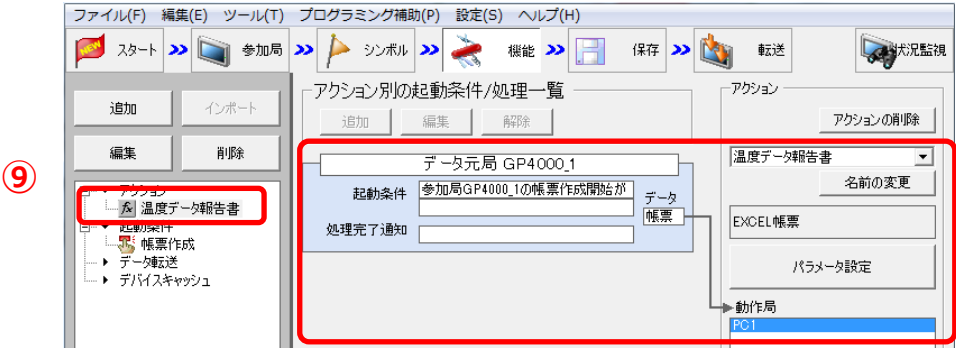 ファイル(F) 編集(E) ツール(T) プログラミング補助(P) 設定(S) ヘルプ(H)
NEW スタート 参加局 シンボル 機能 保存 転送 状況監視
追加 インポート
編集 削除
アクション
fx 温度データ報告書
起動条件
帳票作成
データ転送
デバイスキャッシュ
⑨
アクション別の起動条件/処理一覧
追加 編集 解除
データ元局 GP4000_1
起動条件 参加局GP4000_1の帳票作成開始が
処理完了通知
データ
帳票
アクション
アクションの削除
温度データ報告書
名前の変更
EXCEL帳票
パラメータ設定
動作局
PC1